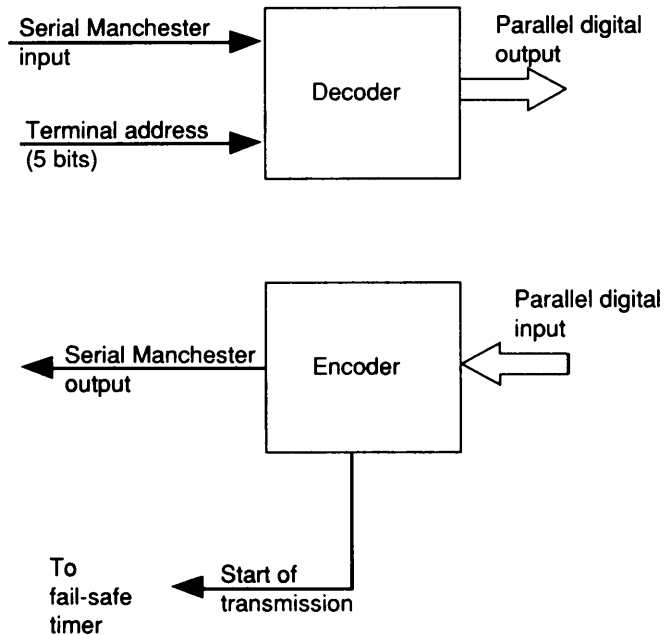 Serial Manchester
input
Parallel digital
output
Decoder
Terminal address
(5 bits)
Parallel digital
input
Serial Manchester
output
Encoder
To
fail-safe
timer
Start of
transmission